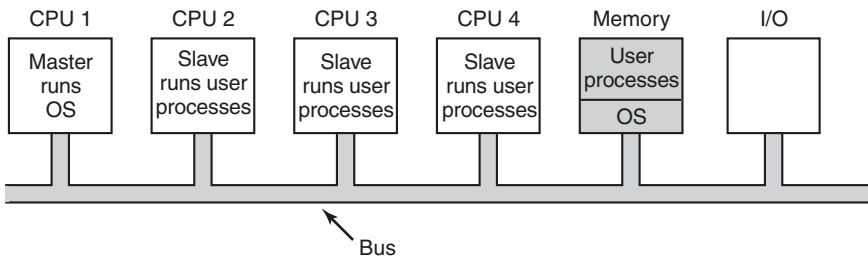 CPU 1
CPU 2
CPU 3
CPU 4
Memory
I/O
Master
runs
OS
Slave
runs user
processes
Slave
runs user
processes
Slave
runs user
processes
User
processes
OS
Bus